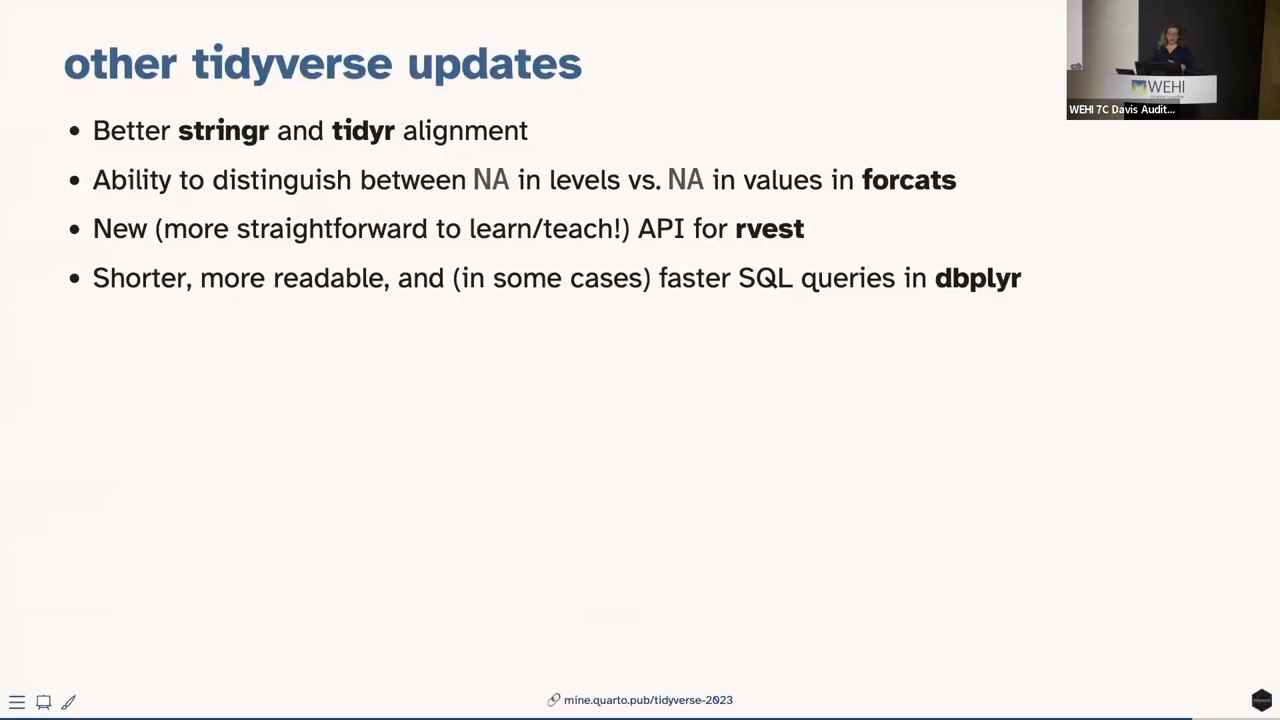 other tidyverse updates
WEHI
WEHI 7C Davis Audit...
• Better stringr and tidyr alignment
• Ability to distinguish between NA in levels vs. NA in values in forcats
• New (more straightforward to learn/teach!) API for rvest
• Shorter, more readable, and (in some cases) faster SQL queries in dbplyr
mine.quarto.pub/tidyverse-2023